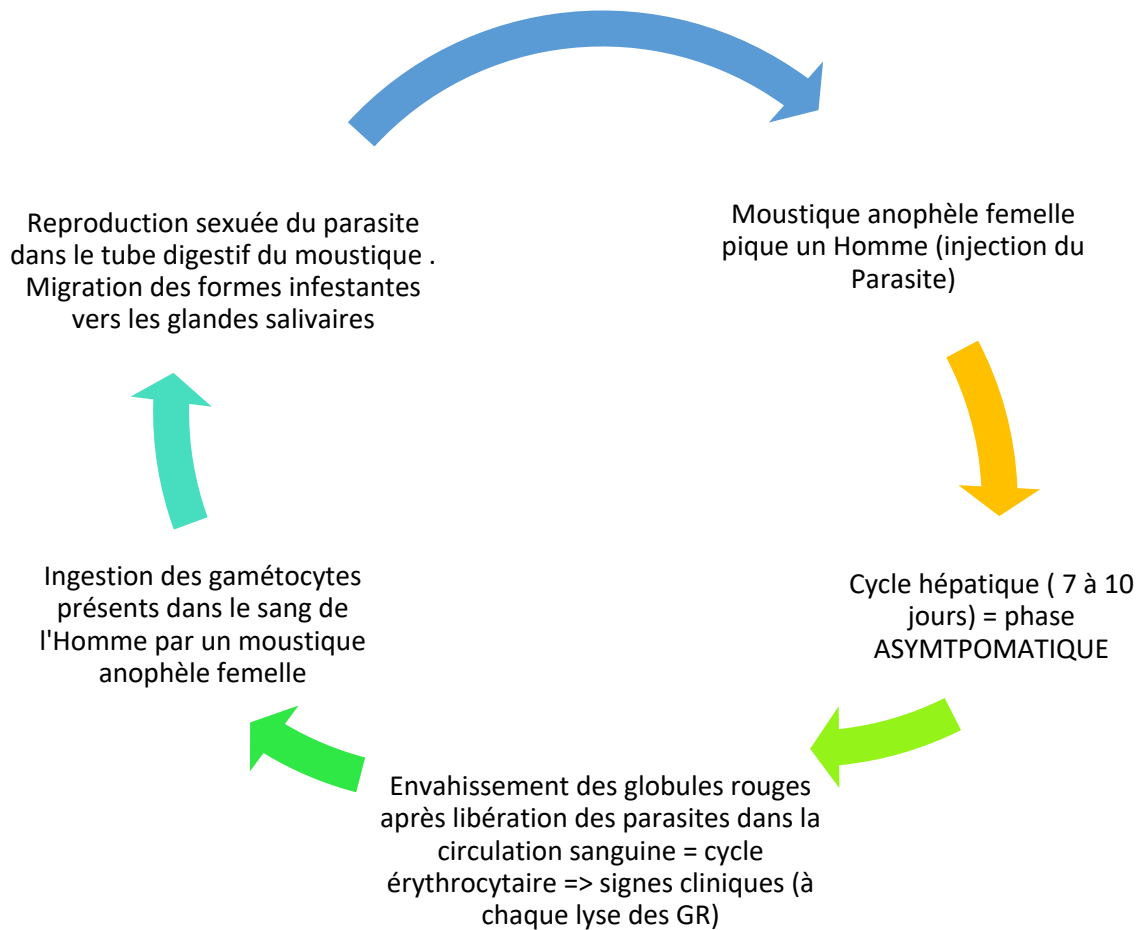 Moustique anophèle femelle
pique un Homme (injection du
Parasite)
Cycle hépatique ( 7 à 10
jours) = phase
ASYMTPOMATIQUE
Envahissement des globules rouges
après libération des parasites dans la
circulation sanguine = cycle
érythrocytaire => signes cliniques (à
chaque lyse des GR)
Ingestion des gamétocytes
présents dans le sang de
l'Homme par un moustique
anophèle femelle
Reproduction sexuée du parasite
dans le tube digestif du moustique .
Migration des formes infestantes
vers les glandes salivaires